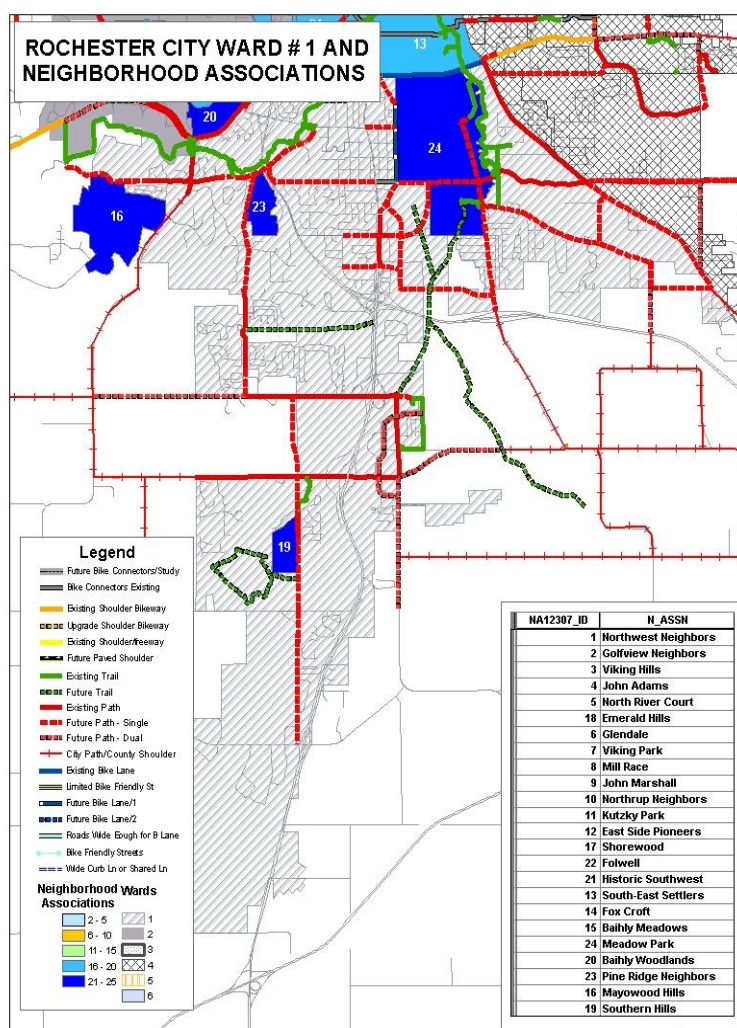 ROCHESTER CITY WARD # 1 AND
NEIGHBORHOOD ASSOCIATIONS
13
20
24
16
23
19
Legend
Future Bike Connectors/Study
Bike Connectors Existing
Existing Shoulder Bikeway
Upgrade Shoulder Bikeway
Existing Shoulder/freeway
Future Paved Shoulder
Existing Trail
Future Trail
Existing Path
Future Path - Single
Future Path - Dual
City Path/County Shoulder
Existing Bike Lane
Limited Bike Friendly St
Future Bike Lane/1
Future Bike Lane/2
Roads Wide Eough for B Lane
Bike Friendly Streets
Wide Curb Ln or Shared Ln
Neighborhood Wards
Associations
2 - 5 1
6 - 10 2
11 - 15 3
16 - 20 4
21 - 25 5
6
NA12307_ID N_ASSN
1 Northwest Neighbors
2 Golfview Neighbors
3 Viking Hills
4 John Adams
5 North River Court
18 Emerald Hills
6 Glendale
7 Viking Park
8 Mill Race
9 John Marshall
10 Northrup Neighbors
11 Kutzky Park
12 East Side Pioneers
17 Shorewood
22 Folwell
21 Historic Southwest
13 South-East Settlers
14 Fox Croft
15 Baihly Meadows
24 Meadow Park
20 Baihly Woodlands
23 Pine Ridge Neighbors
16 Mayowood Hills
19 Southern Hills